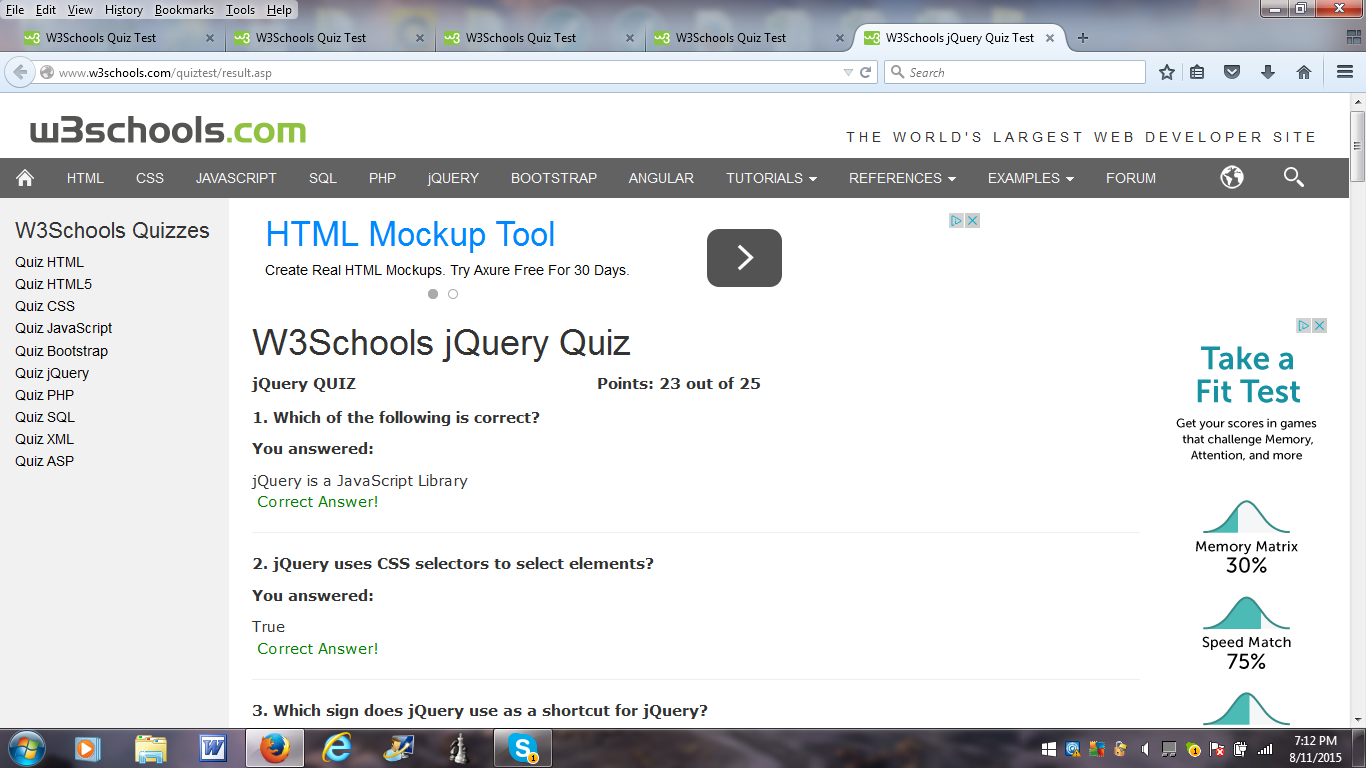 File Edit View History Bookmarks Tools Help
W3Schools Quiz Test
W3Schools Quiz Test
W3Schools Quiz Test
W3Schools Quiz Test
W3Schools jQuery Quiz Test
www.w3schools.com/quiztest/result.asp
Search
w3schools.com
THE WORLD'S LARGEST WEB DEVELOPER SITE
HTML CSS JAVASCRIPT SQL PHP jQUERY BOOTSTRAP ANGULAR TUTORIALS REFERENCES EXAMPLES FORUM
W3Schools Quizzes
Quiz HTML
Quiz HTML5
Quiz CSS
Quiz JavaScript
Quiz Bootstrap
Quiz jQuery
Quiz PHP
Quiz SQL
Quiz XML
Quiz ASP
HTML Mockup Tool
Create Real HTML Mockups. Try Axure Free For 30 Days.
W3Schools jQuery Quiz
jQuery QUIZ Points: 23 out of 25
1. Which of the following is correct?
You answered:
jQuery is a JavaScript Library
Correct Answer!
2. jQuery uses CSS selectors to select elements?
You answered:
True
Correct Answer!
3. Which sign does jQuery use as a shortcut for jQuery?
Take a
Fit Test
Get your scores in games
that challenge Memory,
Attention, and more
Memory Matrix
30%
Speed Match
75%
7:12 PM
8/11/2015